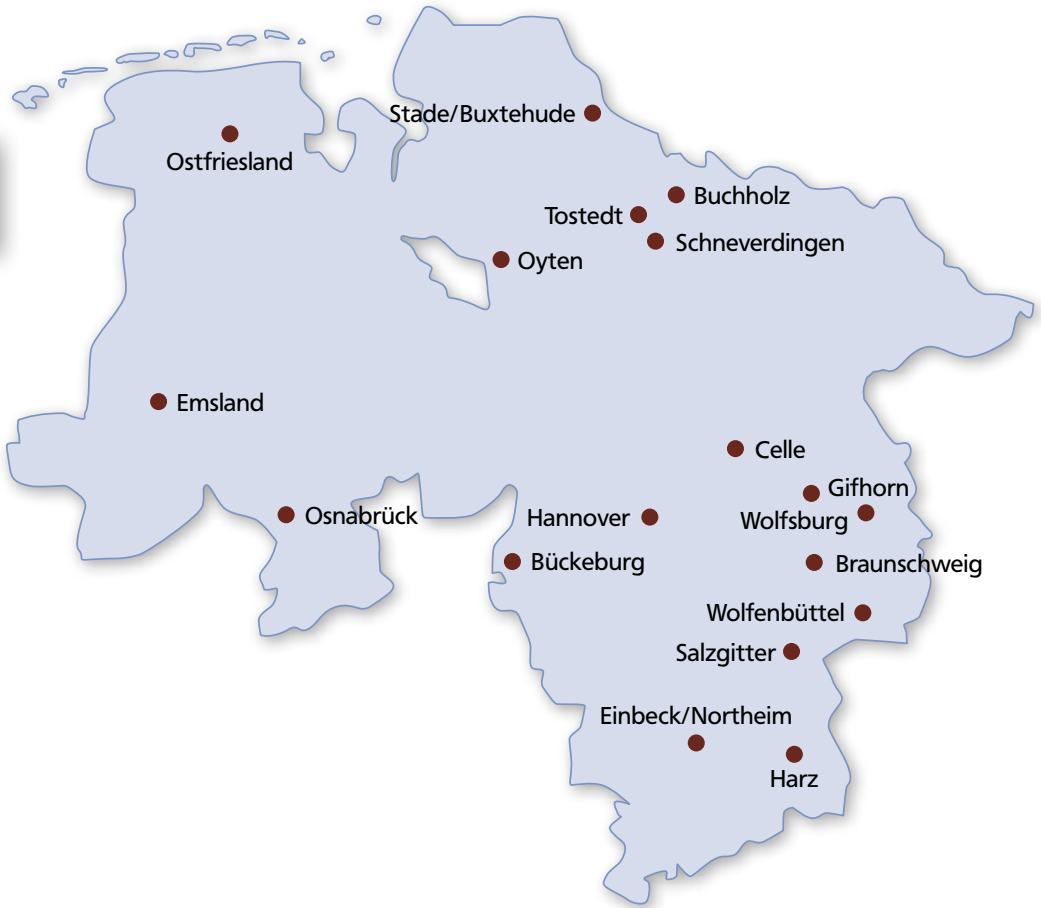 Stade/Buxtehude
Ostfriesland
Buchholz
Tostedt
Schneverdingen
Oyten
Emsland
Celle
Gifhorn
Osnabrück
Hannover
Wolfsburg
Bückeburg
Braunschweig
Wolfenbüttel
Salzgitter
Einbeck/Northeim
Harz